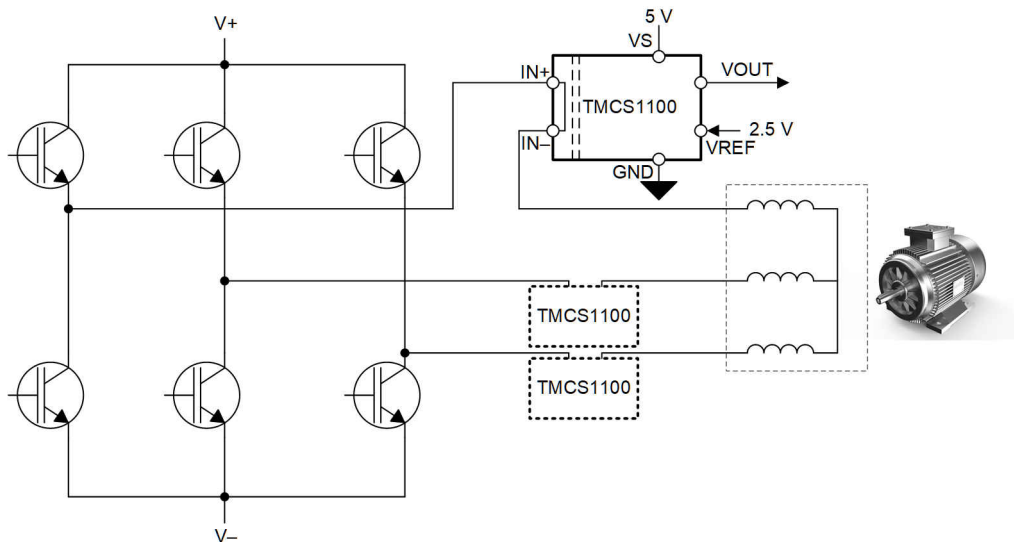 V+
5 V
VS
IN+
TMCS1100
VOUT
IN–
2.5 V
VREF
GND
TMCS1100
TMCS1100
V–